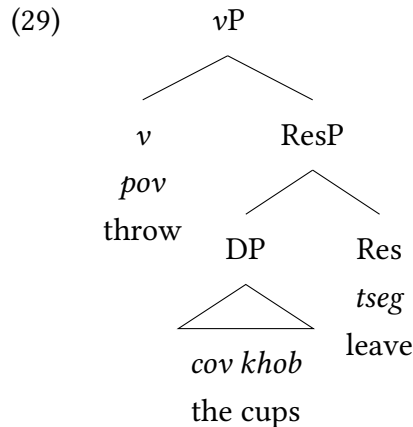 (29) vP
v ResP
pov
throw
DP Res
tseg
leave
cov khob
the cups